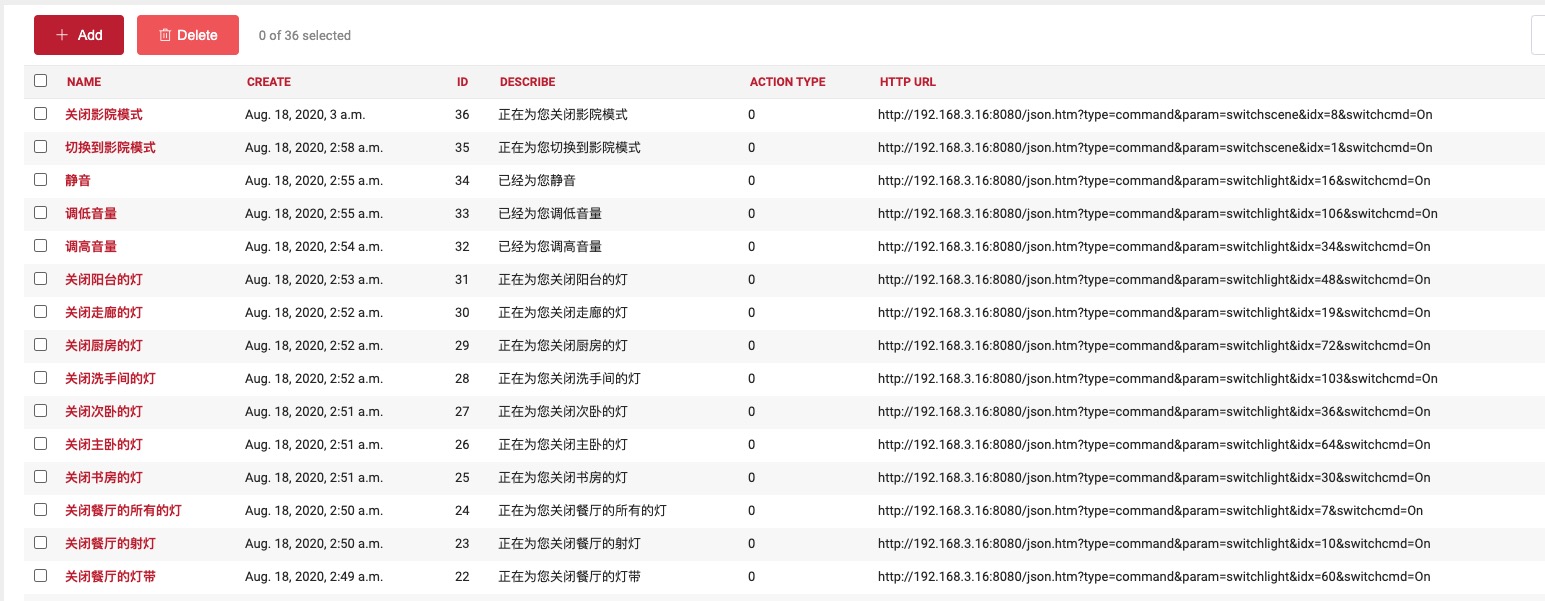 Add Delete 0 of 36 selected
NAME CREATE ID DESCRIBE ACTION TYPE HTTP URL
关闭影院模式 Aug. 18, 2020, 3 a.m. 36 正在为您关闭影院模式 0 http://192.168.3.16:8080/json.htm?type=command&param=switchscene&idx=8&switchcmd=On
切换到影院模式 Aug. 18, 2020, 2:58 a.m. 35 正在为您切换到影院模式 0 http://192.168.3.16:8080/json.htm?type=command&param=switchscene&idx=1&switchcmd=On
静音 Aug. 18, 2020, 2:55 a.m. 34 已经为您静音 0 http://192.168.3.16:8080/json.htm?type=command&param=switchlight&idx=16&switchcmd=On
调低音量 Aug. 18, 2020, 2:55 a.m. 33 已经为您调低音量 0 http://192.168.3.16:8080/json.htm?type=command&param=switchlight&idx=106&switchcmd=On
调高音量 Aug. 18, 2020, 2:54 a.m. 32 已经为您调高音量 0 http://192.168.3.16:8080/json.htm?type=command&param=switchlight&idx=34&switchcmd=On
关闭阳台的灯 Aug. 18, 2020, 2:53 a.m. 31 正在为您关闭阳台的灯 0 http://192.168.3.16:8080/json.htm?type=command&param=switchlight&idx=48&switchcmd=On
关闭走廊的灯 Aug. 18, 2020, 2:52 a.m. 30 正在为您关闭走廊的灯 0 http://192.168.3.16:8080/json.htm?type=command&param=switchlight&idx=19&switchcmd=On
关闭厨房的灯 Aug. 18, 2020, 2:52 a.m. 29 正在为您关闭厨房的灯 0 http://192.168.3.16:8080/json.htm?type=command&param=switchlight&idx=72&switchcmd=On
关闭洗手间的灯 Aug. 18, 2020, 2:52 a.m. 28 正在为您关闭洗手间的灯 0 http://192.168.3.16:8080/json.htm?type=command&param=switchlight&idx=103&switchcmd=On
关闭次卧的灯 Aug. 18, 2020, 2:51 a.m. 27 正在为您关闭次卧的灯 0 http://192.168.3.16:8080/json.htm?type=command&param=switchlight&idx=36&switchcmd=On
关闭主卧的灯 Aug. 18, 2020, 2:51 a.m. 26 正在为您关闭主卧的灯 0 http://192.168.3.16:8080/json.htm?type=command&param=switchlight&idx=64&switchcmd=On
关闭书房的灯 Aug. 18, 2020, 2:51 a.m. 25 正在为您关闭书房的灯 0 http://192.168.3.16:8080/json.htm?type=command&param=switchlight&idx=30&switchcmd=On
关闭餐厅的所有的灯 Aug. 18, 2020, 2:50 a.m. 24 正在为您关闭餐厅的所有的灯 0 http://192.168.3.16:8080/json.htm?type=command&param=switchlight&idx=7&switchcmd=On
关闭餐厅的射灯 Aug. 18, 2020, 2:50 a.m. 23 正在为您关闭餐厅的射灯 0 http://192.168.3.16:8080/json.htm?type=command&param=switchlight&idx=10&switchcmd=On
关闭餐厅的灯带 Aug. 18, 2020, 2:49 a.m. 22 正在为您关闭餐厅的灯带 0 http://192.168.3.16:8080/json.htm?type=command&param=switchlight&idx=60&switchcmd=On